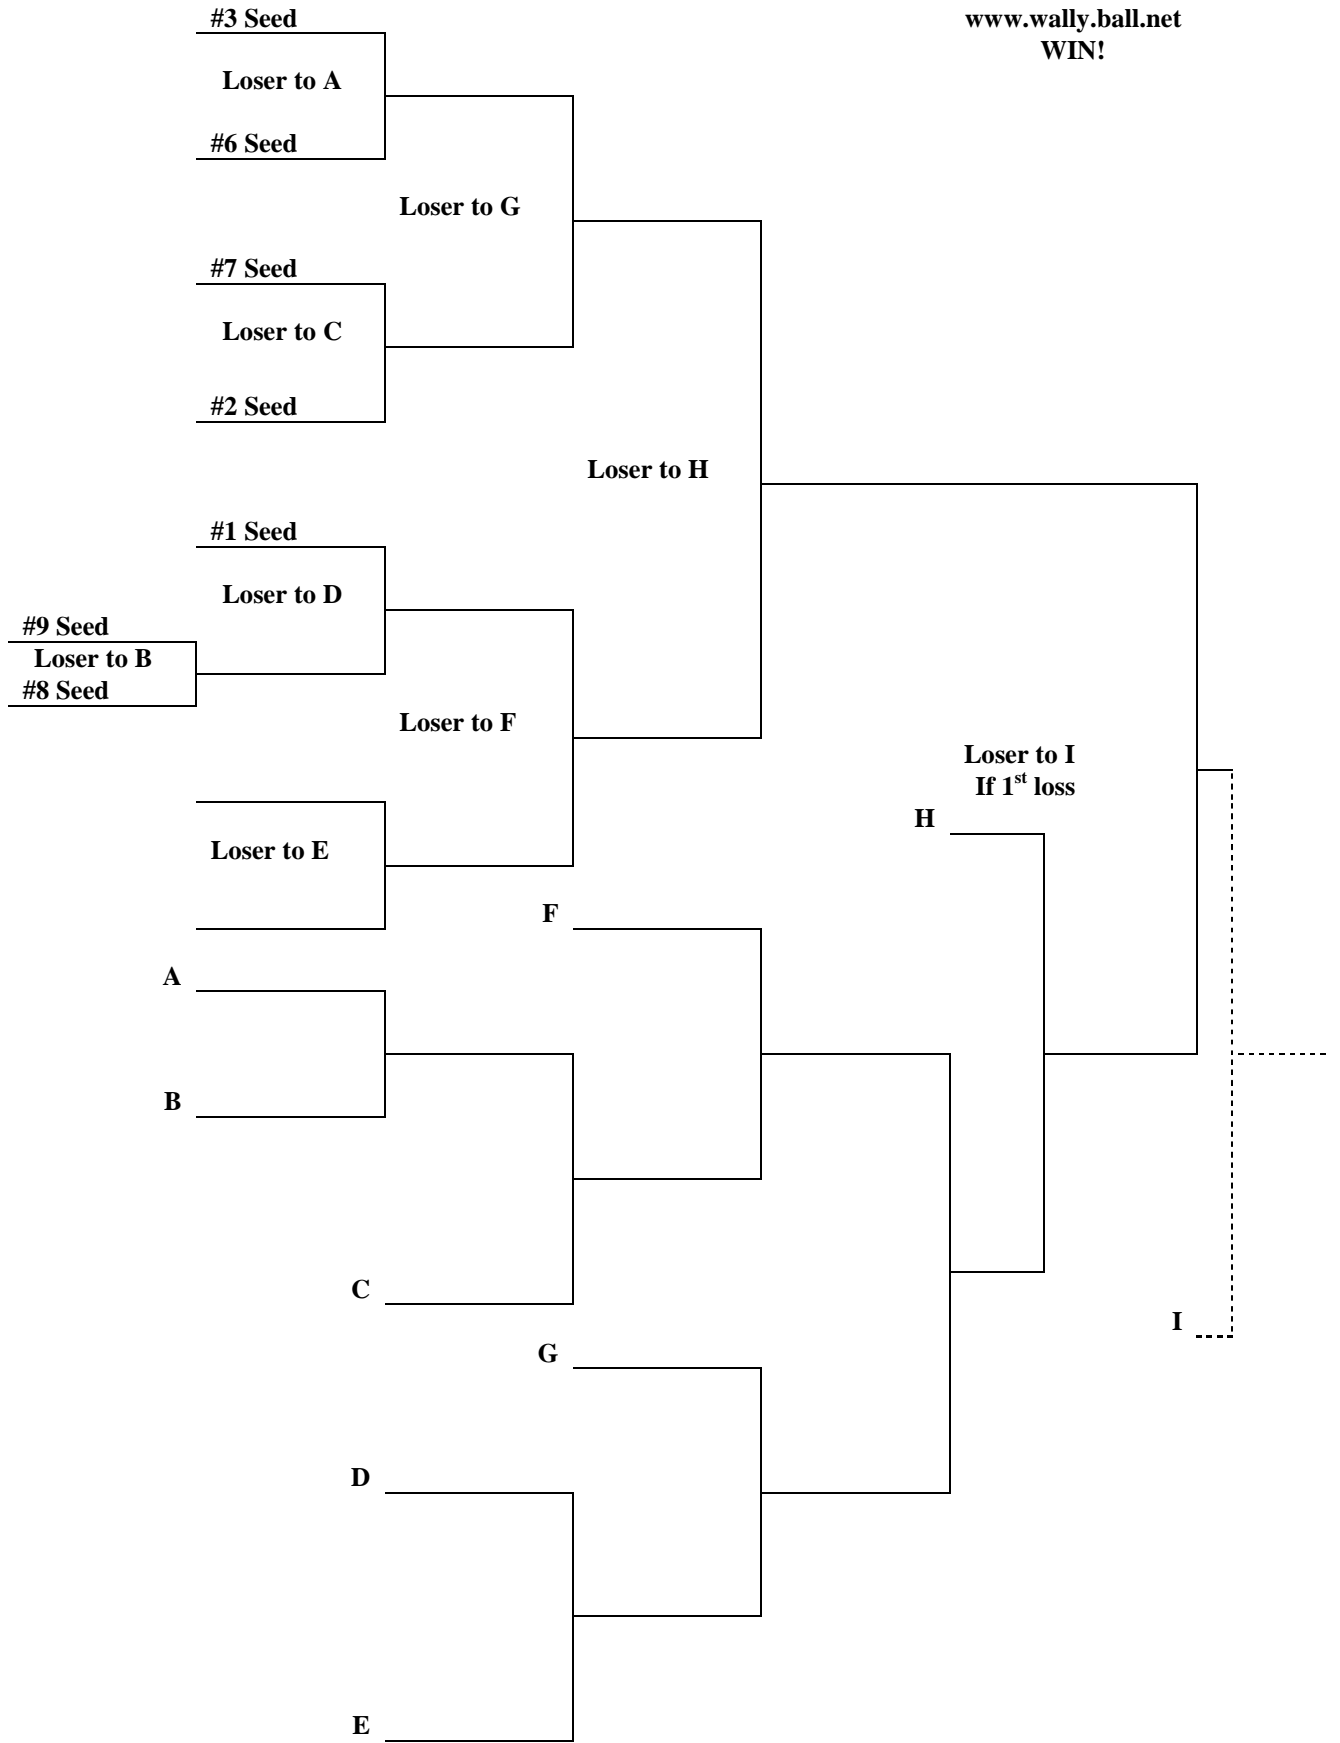 #3 Seed
www.wally.ball.net
WIN!
Loser to A
#6 Seed
Loser to G
#7 Seed
Loser to C
#2 Seed
Loser to H
#1 Seed
Loser to D
#9 Seed
Loser to B
#8 Seed
Loser to F
Loser to I
If 1st loss
H
Loser to E
F
A
B
C
I
G
D
E